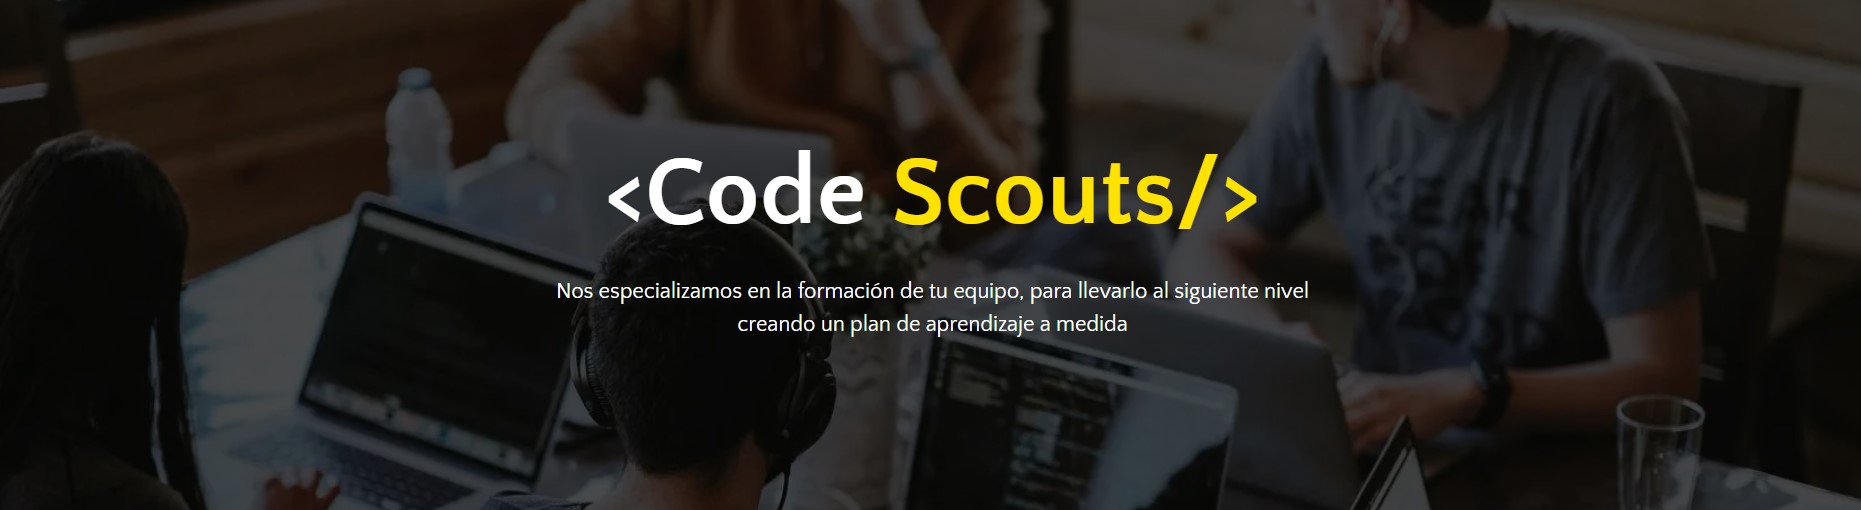 <Code Scouts/>
Nos especializamos en la formación de tu equipo, para llevarlo al siguiente nivel
creando un plan de aprendizaje a medida